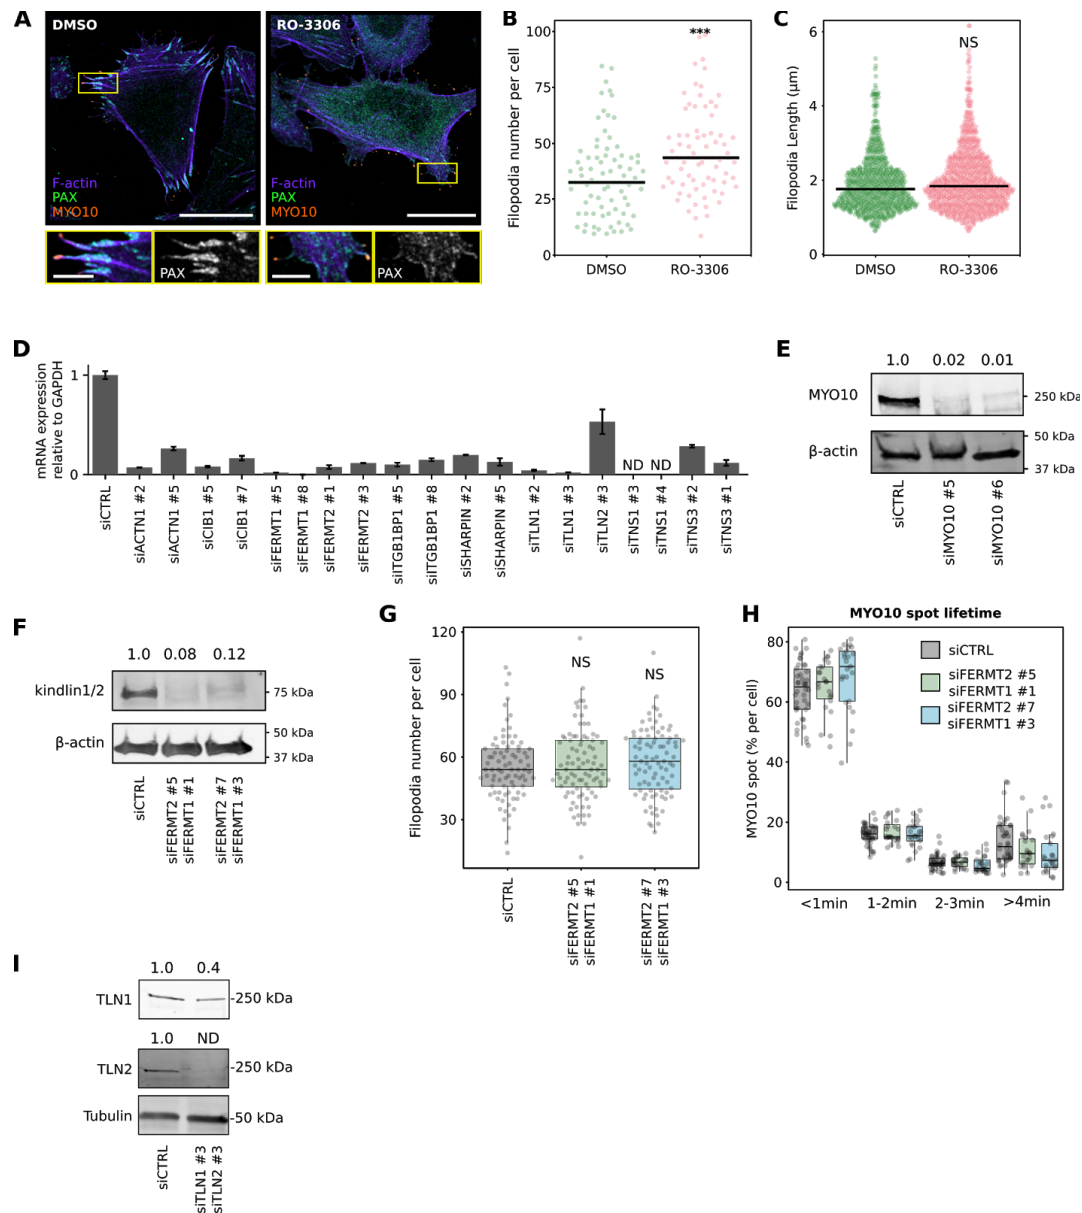 A
DMSO
RO-3306
F-actin
PAX
MYO10
F-actin
PAX
MYO10
PAX
PAX
B
Filopodia number per cell
100
75
50
25
0
***
DMSO
RO-3306
C
Filopodia Length (µm)
6
4
2
0
NS
DMSO
RO-3306
D
mRNA expression
relative to GAPDH
1
0
ND
ND
siCTRL
siACTN1 #2
siACTN1 #5
siCIB1 #5
siCIB1 #7
siFERMT1 #5
siFERMT1 #8
siFERMT2 #1
siFERMT2 #3
siITGB1BP1 #5
siITGB1BP1 #8
siSHARPIN #2
siSHARPIN #5
siTLN1 #2
siTLN1 #3
siTLN2 #3
siTNS1 #3
siTNS1 #4
siTNS3 #2
siTNS3 #1
E
1.0 0.02 0.01
MYO10
250 kDa
β-actin
50 kDa
37 kDa
siCTRL
siMYO10 #5
siMYO10 #6
F
1.0 0.08 0.12
kindlin1/2
75 kDa
β-actin
50 kDa
37 kDa
siCTRL
siFERMT2 #5
siFERMT1 #1
siFERMT2 #7
siFERMT1 #3
G
Filopodia number per cell
120
90
60
30
NS
NS
siCTRL
siFERMT2 #5
siFERMT1 #1
siFERMT2 #7
siFERMT1 #3
H
MYO10 spot lifetime
MYO10 spot (% per cell)
80
60
40
20
0
siCTRL
siFERMT2 #5
siFERMT1 #1
siFERMT2 #7
siFERMT1 #3
<1min
1-2min
2-3min
>4min
I
1.0 0.4
TLN1
-250 kDa
1.0 ND
TLN2
-250 kDa
Tubulin
-50 kDa
siCTRL
siTLN1 #3
siTLN2 #3